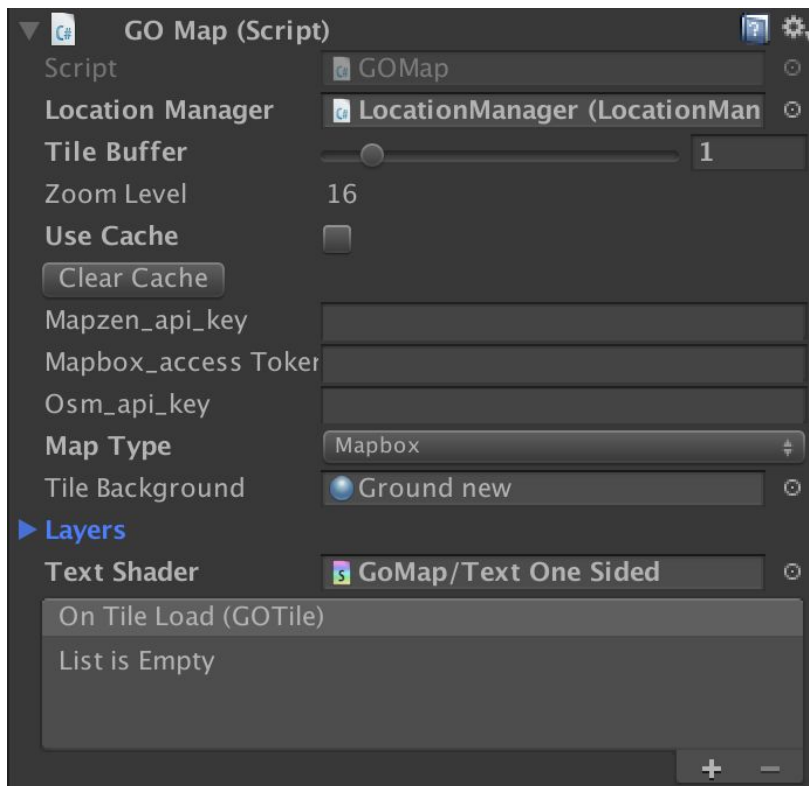 GO Map (Script)
Script GOMap
Location Manager LocationManager (LocationMan
Tile Buffer 1
Zoom Level 16
Use Cache
Clear Cache
Mapzen_api_key
Mapbox_access Toker
Osm_api_key
Map Type Mapbox
Tile Background Ground new
Layers
Text Shader GoMap/Text One Sided
On Tile Load (GOTile)
List is Empty